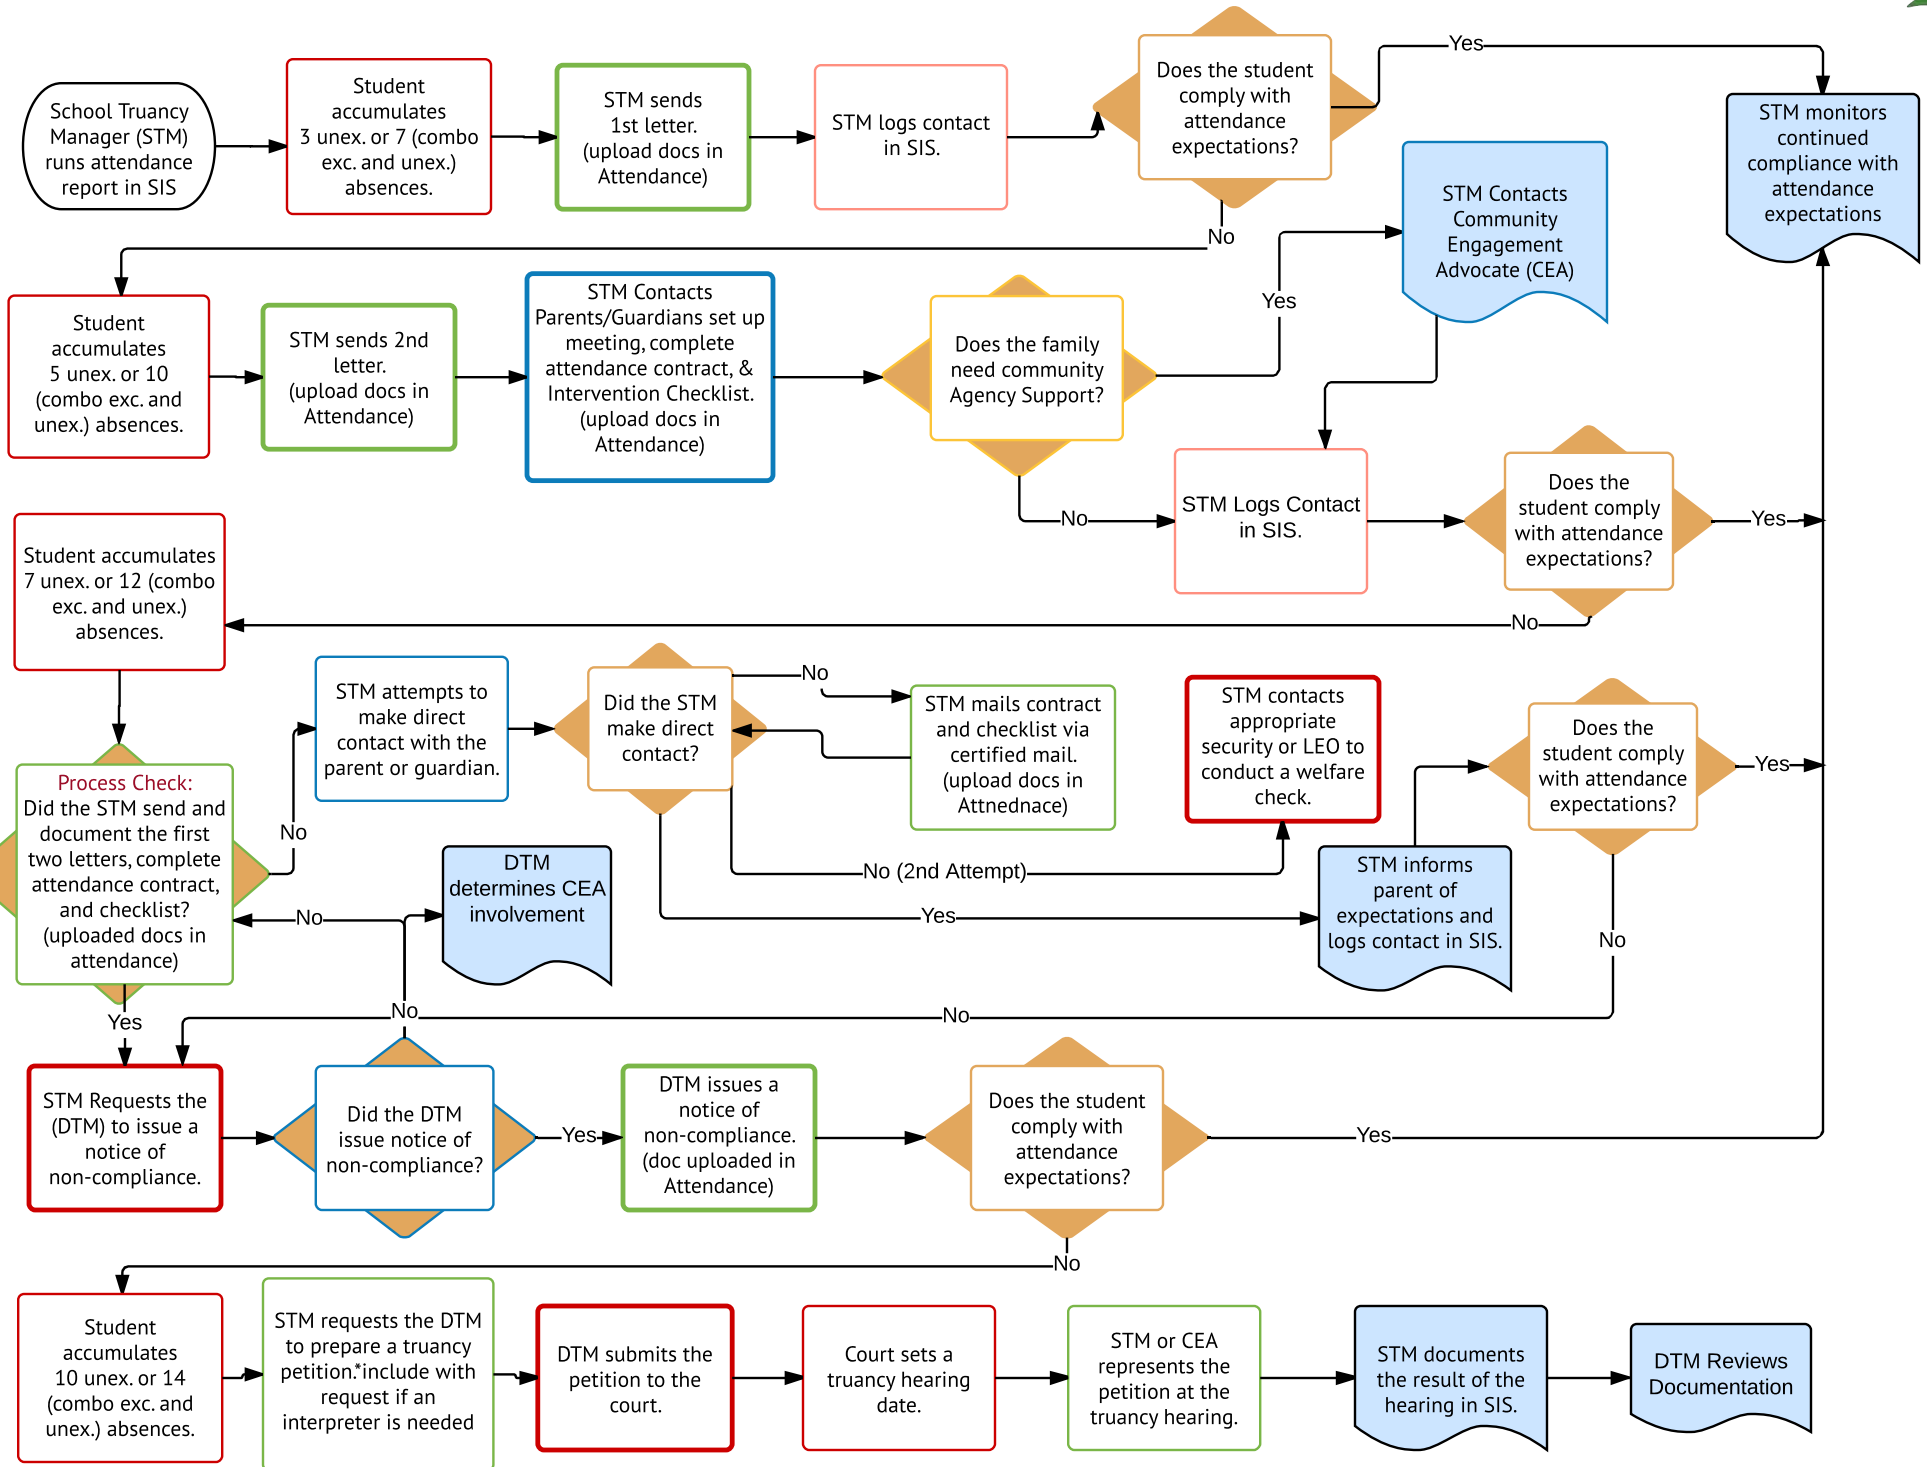 School Truancy
Manager (STM)
runs attendance
report in SIS
Student
accumulates
3 unex. or 7 (combo
exc. and unex.)
absences.
STM sends
1st letter.
(upload docs in
Attendance)
STM logs contact
in SIS.
Does the student
comply with
attendance
expectations?
Yes
STM monitors
continued
compliance with
attendance
expectations
No
Student
accumulates
5 unex. or 10
(combo exc. and
unex.) absences.
STM sends 2nd
letter.
(upload docs in
Attendance)
STM Contacts
Parents/Guardians set up
meeting, complete
attendance contract, &
Intervention Checklist.
(upload docs in
Attendance)
Does the family
need community
Agency Support?
Yes
STM Contacts
Community
Engagement
Advocate (CEA)
No
STM Logs Contact
in SIS.
Does the
student comply
with attendance
expectations?
Yes
No
Student accumulates
7 unex. or 12 (combo
exc. and unex.)
absences.
Process Check:
Did the STM send and
document the first
two letters, complete
attendance contract,
and checklist?
(uploaded docs in
attendance)
No
STM attempts to
make direct
contact with the
parent or guardian.
Did the STM
make direct
contact?
No
STM mails contract
and checklist via
certified mail.
(upload docs in
Attnednace)
No (2nd Attempt)
STM contacts
appropriate
security or LEO to
conduct a welfare
check.
Yes
STM informs
parent of
expectations and
logs contact in SIS.
Does the
student comply
with attendance
expectations?
Yes
No
No
DTM
determines CEA
involvement
No
No
Yes
STM Requests the
(DTM) to issue a
notice of
non-compliance.
Did the DTM
issue notice of
non-compliance?
Yes
DTM issues a
notice of
non-compliance.
(doc uploaded in
Attendance)
Does the student
comply with
attendance
expectations?
Yes
No
Student
accumulates
10 unex. or 14
(combo exc. and
unex.) absences.
STM requests the DTM
to prepare a truancy
petition.*include with
request if an
interpreter is needed
DTM submits the
petition to the
court.
Court sets a
truancy hearing
date.
STM or CEA
represents the
petition at the
truancy hearing.
STM documents
the result of the
hearing in SIS.
DTM Reviews
Documentation